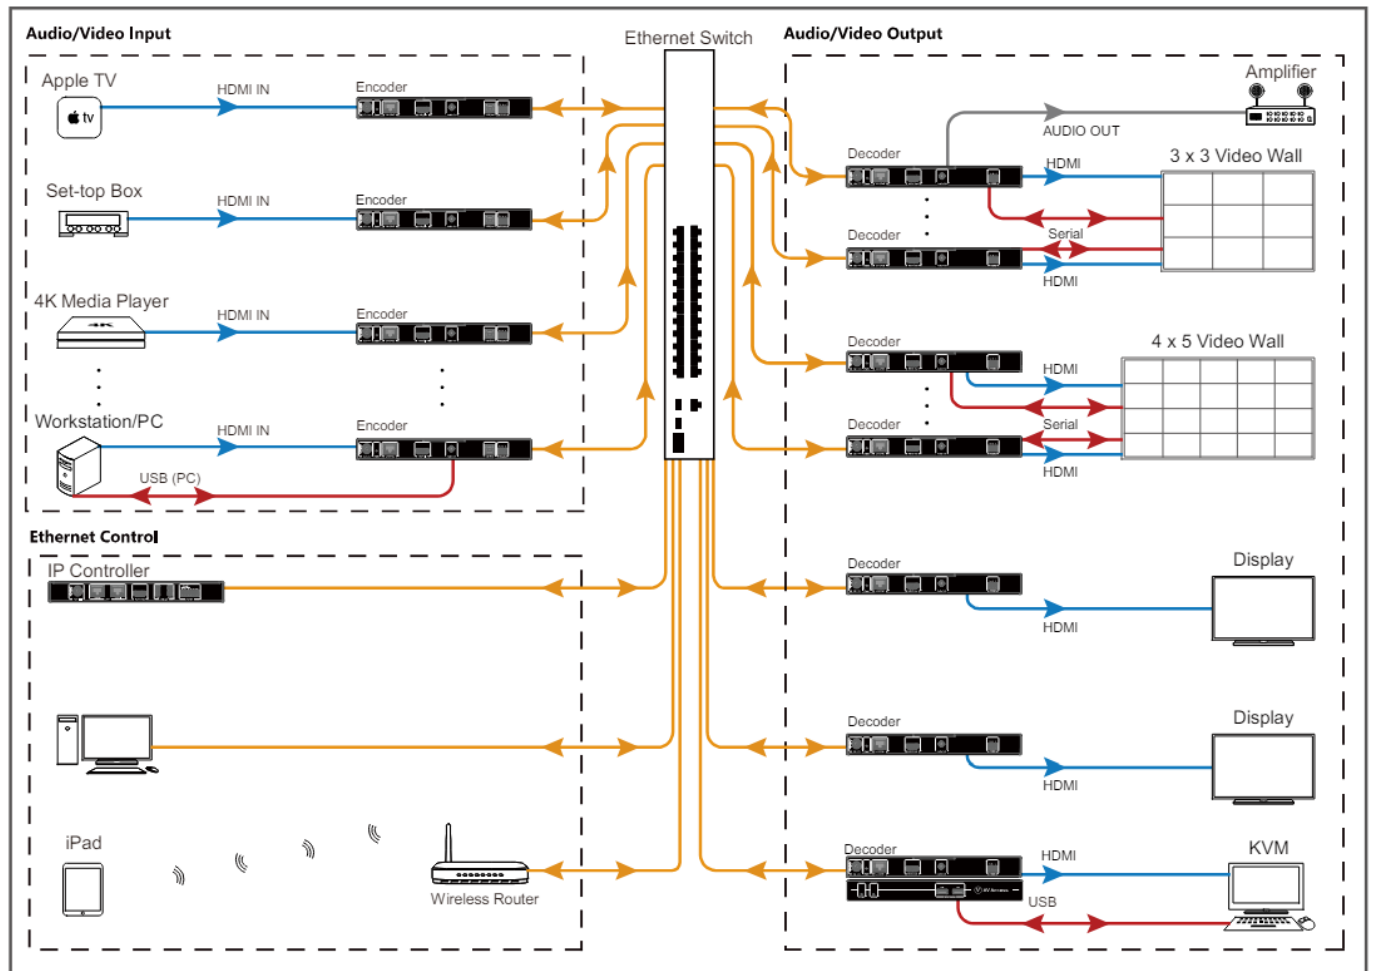 Audio/Video Input
Ethernet Switch
Audio/Video Output
Apple TV
tv
HDMI IN
Encoder
Amplifier
AUDIO OUT
Decoder
HDMI
3 x 3 Video Wall
Set-top Box
HDMI IN
Encoder
Decoder
Serial
HDMI
4K Media Player
4K
HDMI IN
Encoder
Decoder
HDMI
4 x 5 Video Wall
Workstation/PC
HDMI IN
Encoder
USB (PC)
Decoder
Serial
HDMI
Ethernet Control
IP Controller
Decoder
HDMI
Display
Decoder
HDMI
Display
iPad
Wireless Router
Decoder
HDMI
USB
KVM